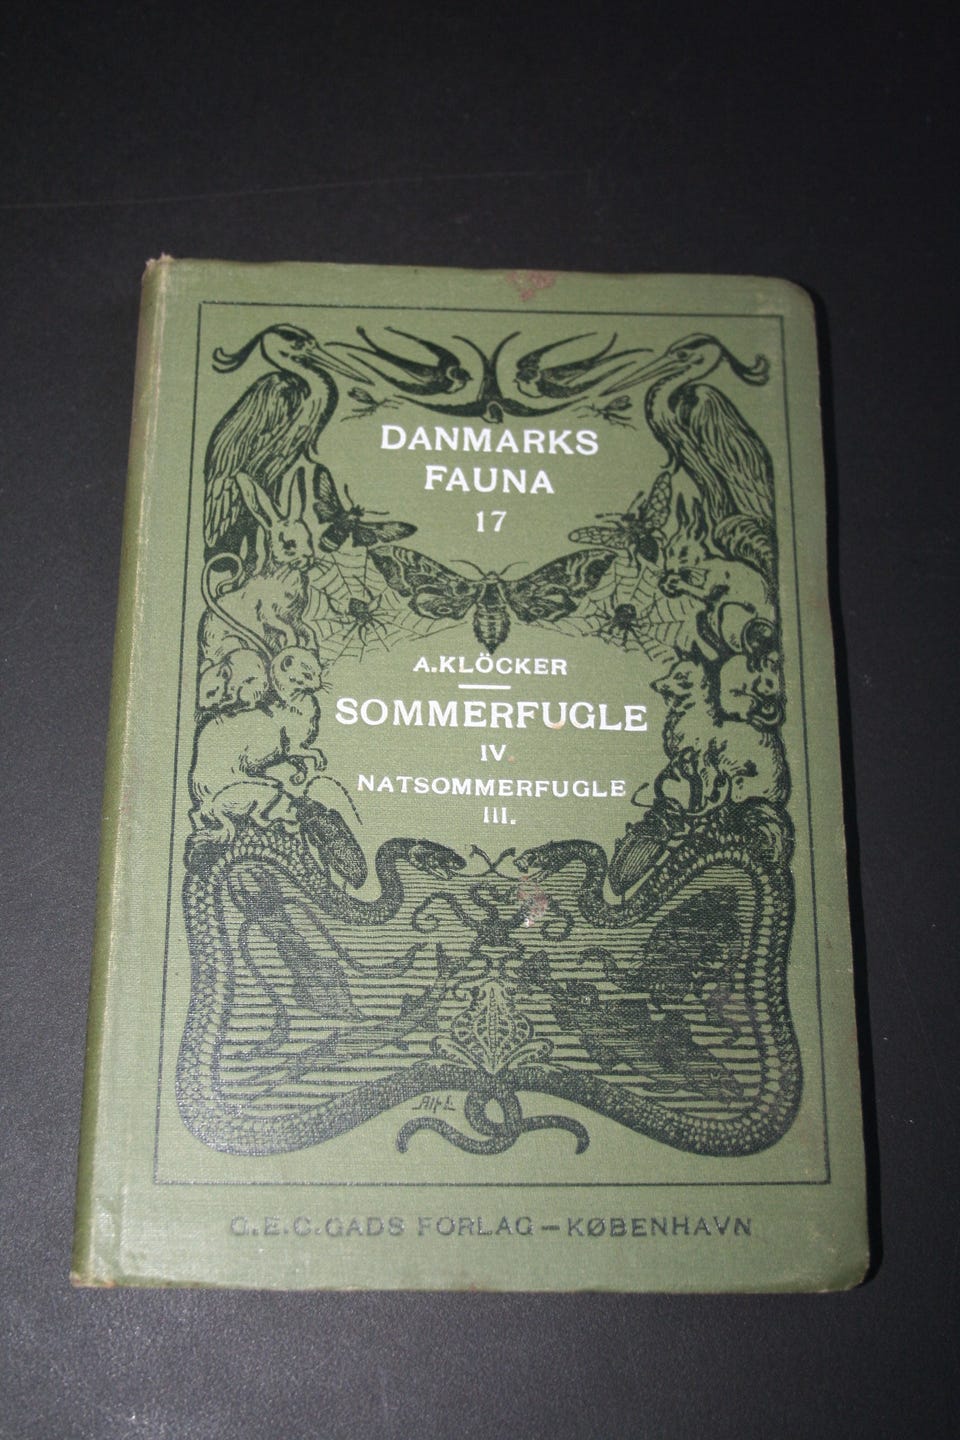 DANMARKS
FAUNA
17
A.KLÖCKER
SOMMERFUGLE
IV.
NATSOMMERFUGLE
III.
G.E.C.GADS FORLAG – KØBENHAVN